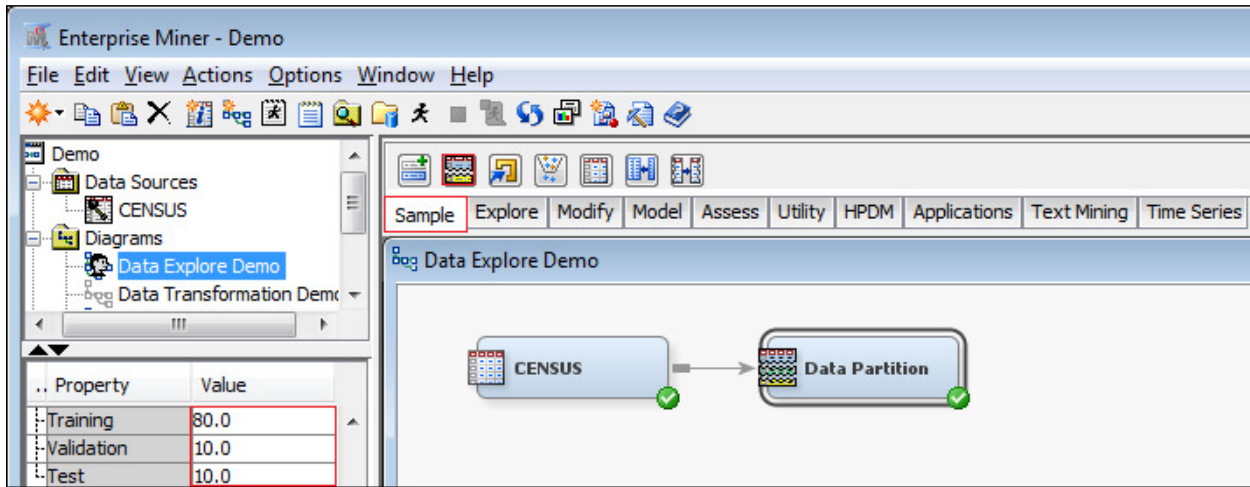 Enterprise Miner - Demo
File Edit View Actions Options Window Help
Demo
Data Sources
CENSUS
Diagrams
Data Explore Demo
Data Transformation Demo
.. Property Value
Training 80.0
Validation 10.0
Test 10.0
Sample Explore Modify Model Assess Utility HPDM Applications Text Mining Time Series
Data Explore Demo
CENSUS
Data Partition